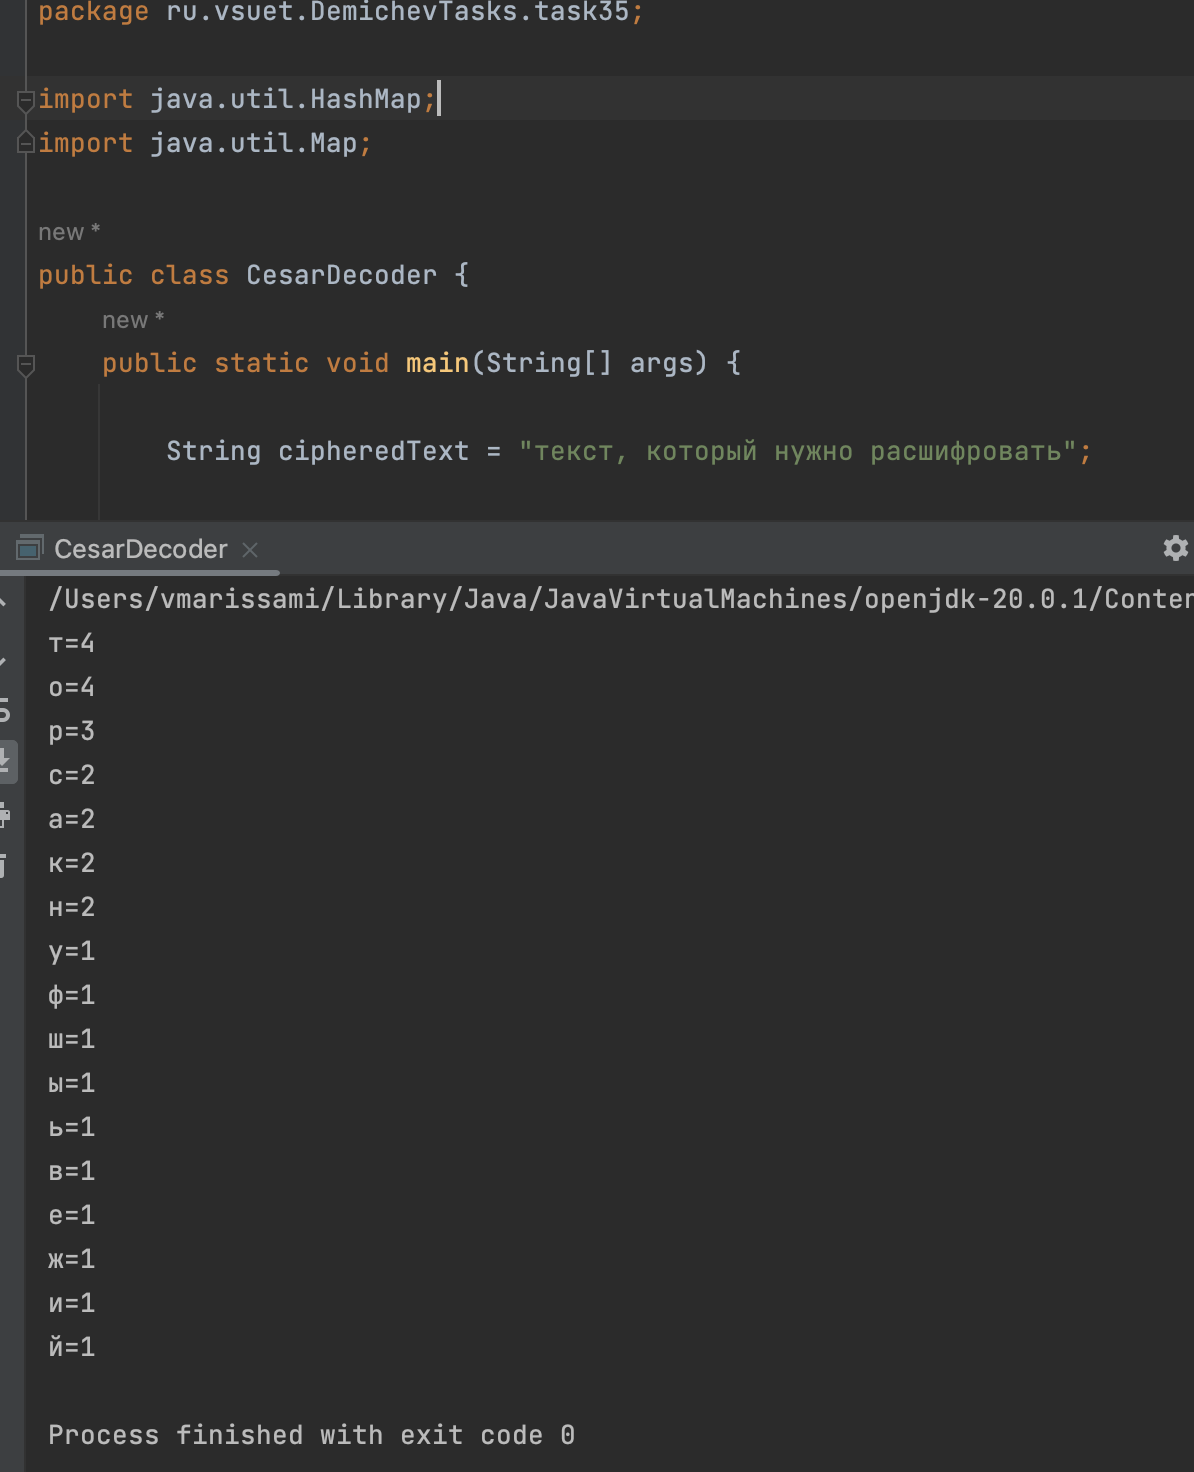 package ru.vsuet.DemichevTasks.task35;
import java.util.HashMap;
import java.util.Map;
new *
public class CesarDecoder {
new *
public static void main(String[] args) {
String cipheredText = "текст, который нужно расшифровать";
CesarDecoder
/Users/vmarissami/Library/Java/JavaVirtualMachines/openjdk-20.0.1/Conten
т=4
о=4
р=3
с=2
а=2
к=2
н=2
у=1
ф=1
ш=1
ы=1
ь=1
в=1
е=1
ж=1
и=1
й=1
Process finished with exit code 0